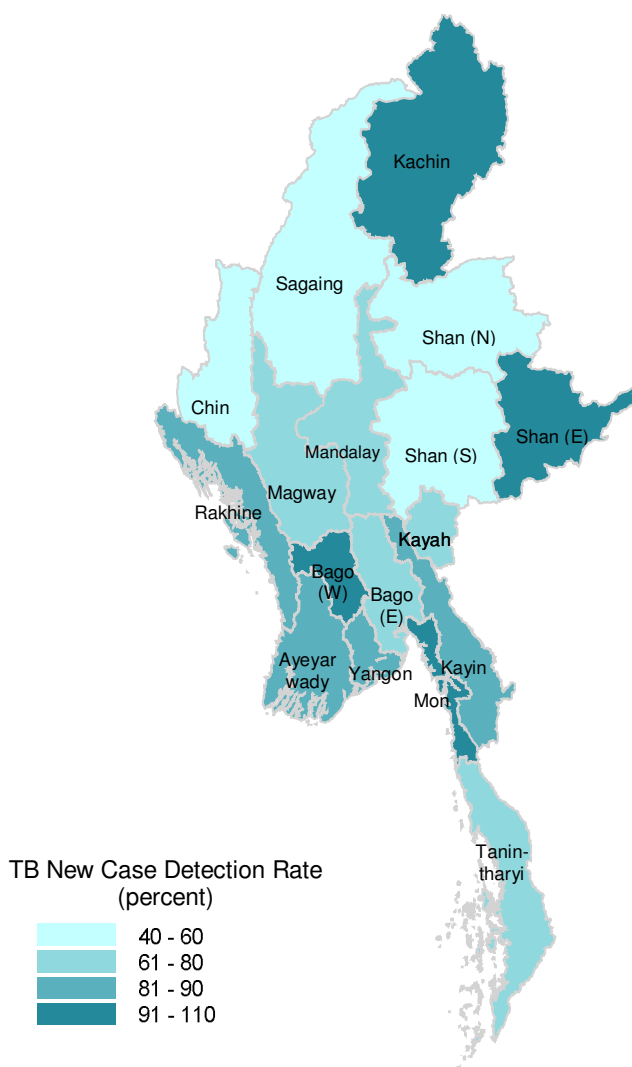 Kachin
Sagaing
Shan (N)
Chin
Shan (E)
Mandalay
Shan (S)
Magway
Rakhine
Kayah
Bago
(W)
Bago
(E)
Ayeyar
wady
Yangon
Kayin
Mon
Tanin-
tharyi
TB New Case Detection Rate
(percent)
40 - 60
61 - 80
81 - 90
91 - 110